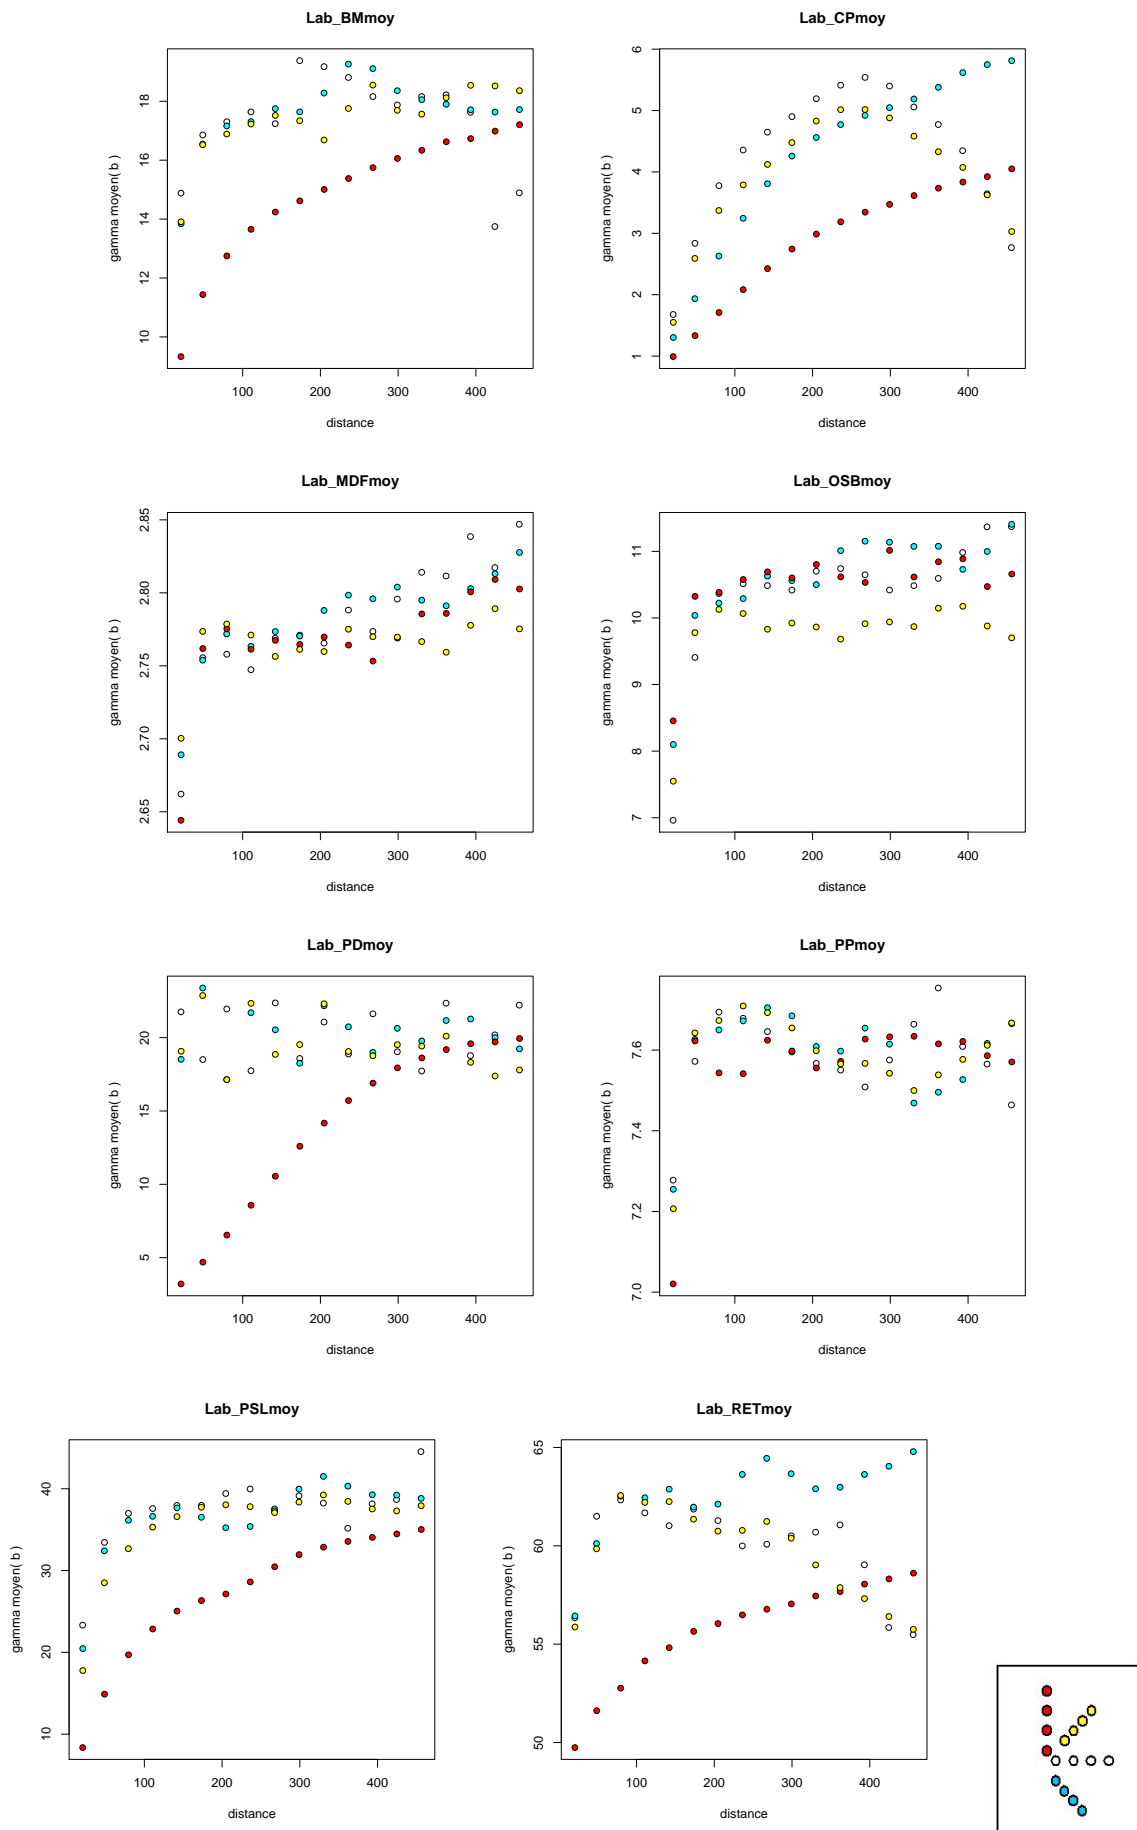 Lab_BMmoy
Lab_CPmoy
gamma moyen( b )
10 12 14 16 18
100 200 300 400
distance
gamma moyen( b )
1 2 3 4 5 6
100 200 300 400
distance
Lab_MDFmoy
Lab_OSBmoy
gamma moyen( b )
2.65 2.70 2.75 2.80 2.85
100 200 300 400
distance
gamma moyen( b )
7 8 9 10 11
100 200 300 400
distance
Lab_PDmoy
Lab_PPmoy
gamma moyen( b )
5 10 15 20
100 200 300 400
distance
gamma moyen( b )
7.0 7.2 7.4 7.6
100 200 300 400
distance
Lab_PSLmoy
Lab_RETmoy
gamma moyen( b )
10 20 30 40
100 200 300 400
distance
gamma moyen( b )
50 55 60 65
100 200 300 400
distance